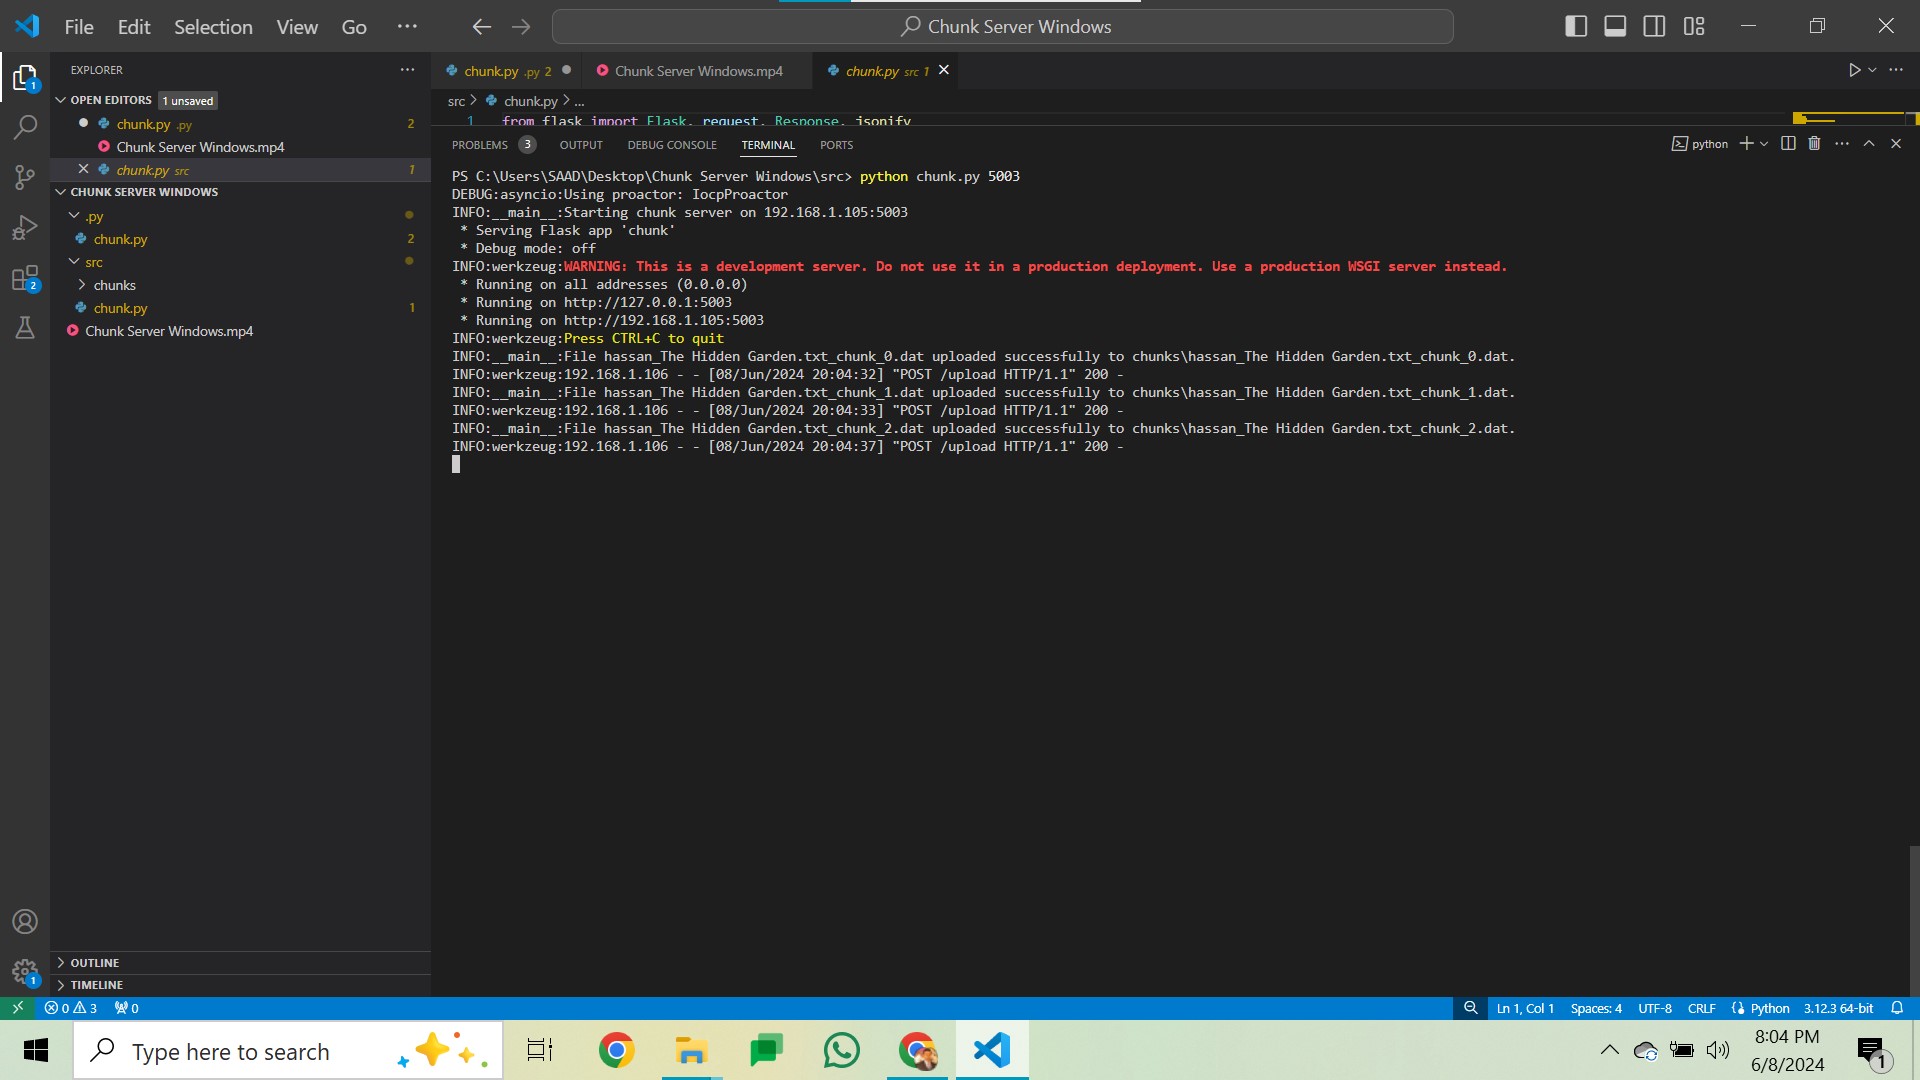 File Edit Selection View Go ··· Chunk Server Windows
EXPLORER
OPEN EDITORS 1 unsaved
chunk.py .py 2
Chunk Server Windows.mp4
chunk.py src 1
CHUNK SERVER WINDOWS
.py
chunk.py 2
src
chunks
chunk.py 1
Chunk Server Windows.mp4
OUTLINE
TIMELINE
1
2
1
chunk.py .py 2 Chunk Server Windows.mp4 chunk.py src 1
src > chunk.py > ...
1 from flask import Flask, request, Response, jsonify
PROBLEMS 3 OUTPUT DEBUG CONSOLE TERMINAL PORTS python
PS C:\Users\SAAD\Desktop\Chunk Server Windows\src> python chunk.py 5003
DEBUG:asyncio:Using proactor: IocpProactor
INFO:__main__:Starting chunk server on 192.168.1.105:5003
* Serving Flask app 'chunk'
* Debug mode: off
INFO:werkzeug:WARNING: This is a development server. Do not use it in a production deployment. Use a production WSGI server instead.
* Running on all addresses (0.0.0.0)
* Running on http://127.0.0.1:5003
* Running on http://192.168.1.105:5003
INFO:werkzeug:Press CTRL+C to quit
INFO:__main__:File hassan_The Hidden Garden.txt_chunk_0.dat uploaded successfully to chunks\hassan_The Hidden Garden.txt_chunk_0.dat.
INFO:werkzeug:192.168.1.106 - - [08/Jun/2024 20:04:32] "POST /upload HTTP/1.1" 200 -
INFO:__main__:File hassan_The Hidden Garden.txt_chunk_1.dat uploaded successfully to chunks\hassan_The Hidden Garden.txt_chunk_1.dat.
INFO:werkzeug:192.168.1.106 - - [08/Jun/2024 20:04:33] "POST /upload HTTP/1.1" 200 -
INFO:__main__:File hassan_The Hidden Garden.txt_chunk_2.dat uploaded successfully to chunks\hassan_The Hidden Garden.txt_chunk_2.dat.
INFO:werkzeug:192.168.1.106 - - [08/Jun/2024 20:04:37] "POST /upload HTTP/1.1" 200 -
0 3 0 Ln 1, Col 1 Spaces: 4 UTF-8 CRLF Python 3.12.3 64-bit
Type here to search
8:04 PM
6/8/2024
1